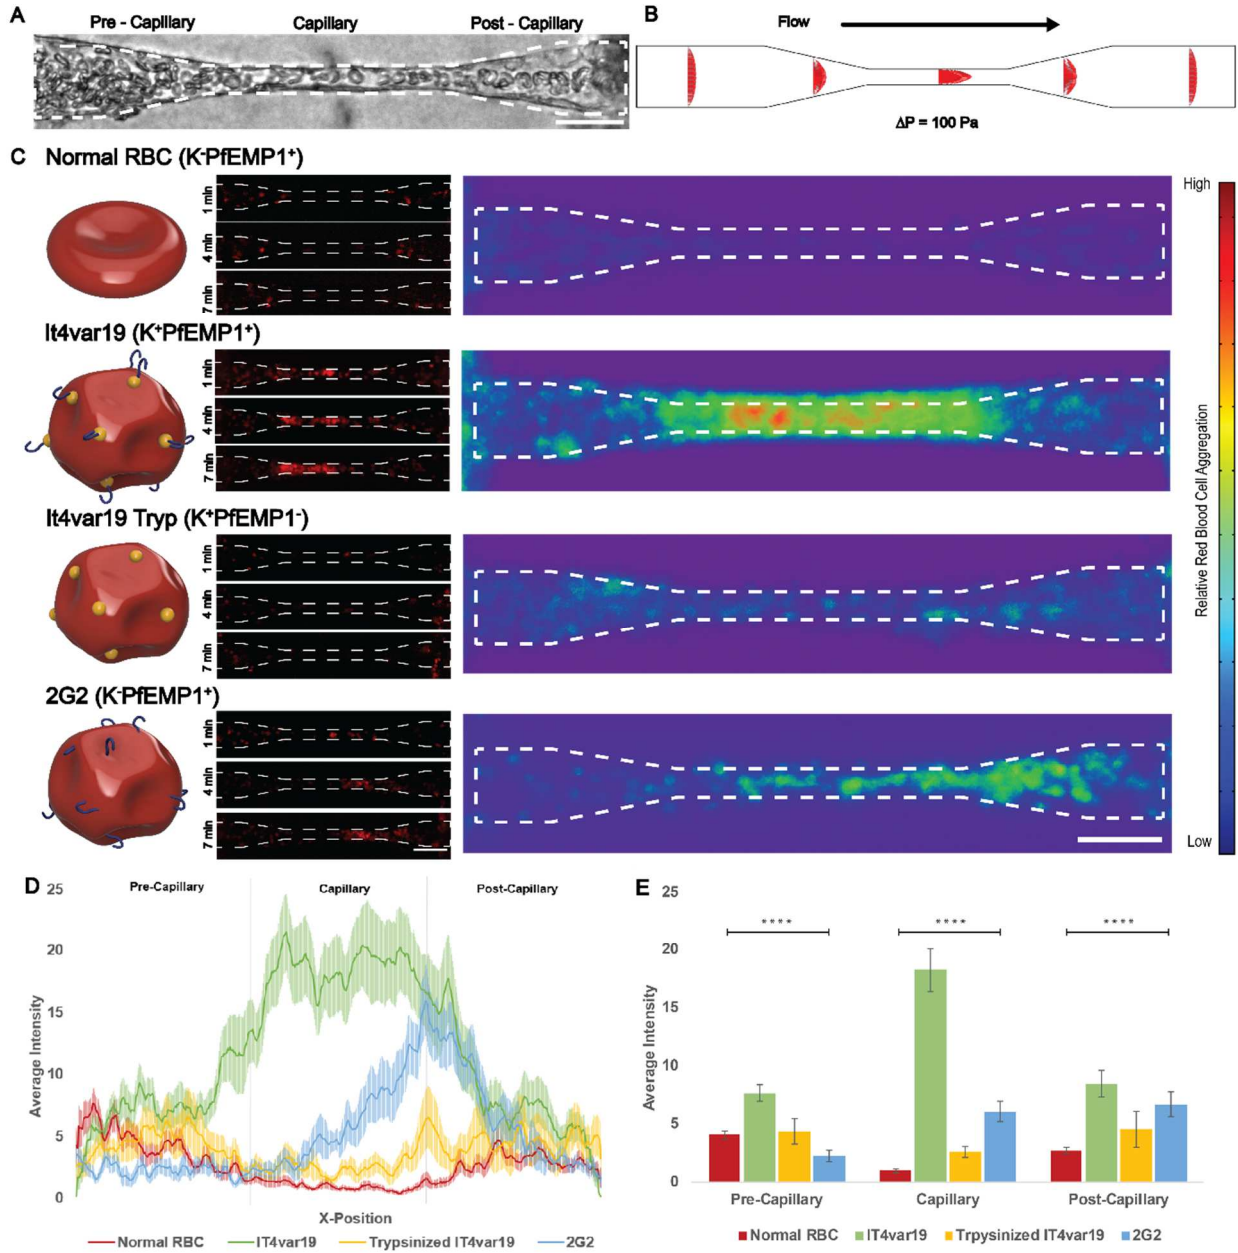 A
Pre - Capillary
Capillary
Post - Capillary
B
Flow
ΔP = 100 Pa
C
Normal RBC (K⁻PfEMP1⁺)
1 min
4 min
7 min
High
It4var19 (K⁺PfEMP1⁺)
1 min
4 min
7 min
It4var19 Tryp (K⁺PfEMP1⁻)
1 min
4 min
7 min
Relative Red Blood Cell Aggregation
2G2 (K⁻PfEMP1⁺)
1 min
4 min
7 min
Low
D
Pre-Capillary
Capillary
Post-Capillary
25
20
15
10
5
0
Average Intensity
X-Position
Normal RBC
IT4var19
Trypsinized IT4var19
2G2
E
25
20
15
10
5
0
Average Intensity
****
****
****
Pre-Capillary
Capillary
Post-Capillary
Normal RBC
IT4var19
Trypsinized IT4var19
2G2